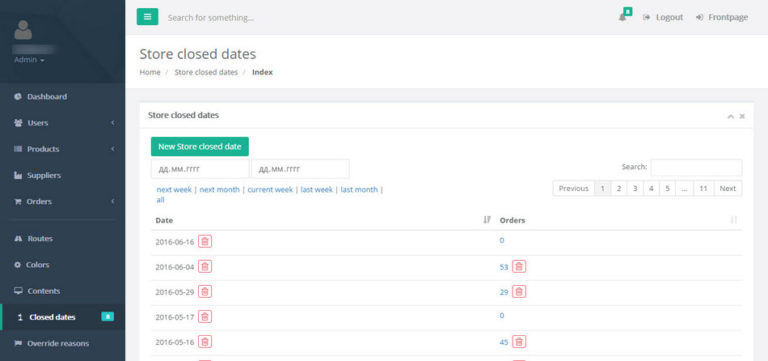 Search for something...
8
Logout
Frontpage
Admin
Store closed dates
Home / Store closed dates / Index
Dashboard
Users
Products
Suppliers
Orders
Routes
Colors
Contents
Closed dates 8
Override reasons
Store closed dates
New Store closed date
дд.мм.гггг дд.мм.гггг
Search:
next week | next month | current week | last week | last month |
all
Previous 1 2 3 4 5 ... 11 Next
Date Orders
2016-06-16 0
2016-06-04 53
2016-05-29 29
2016-05-17 0
2016-05-16 45